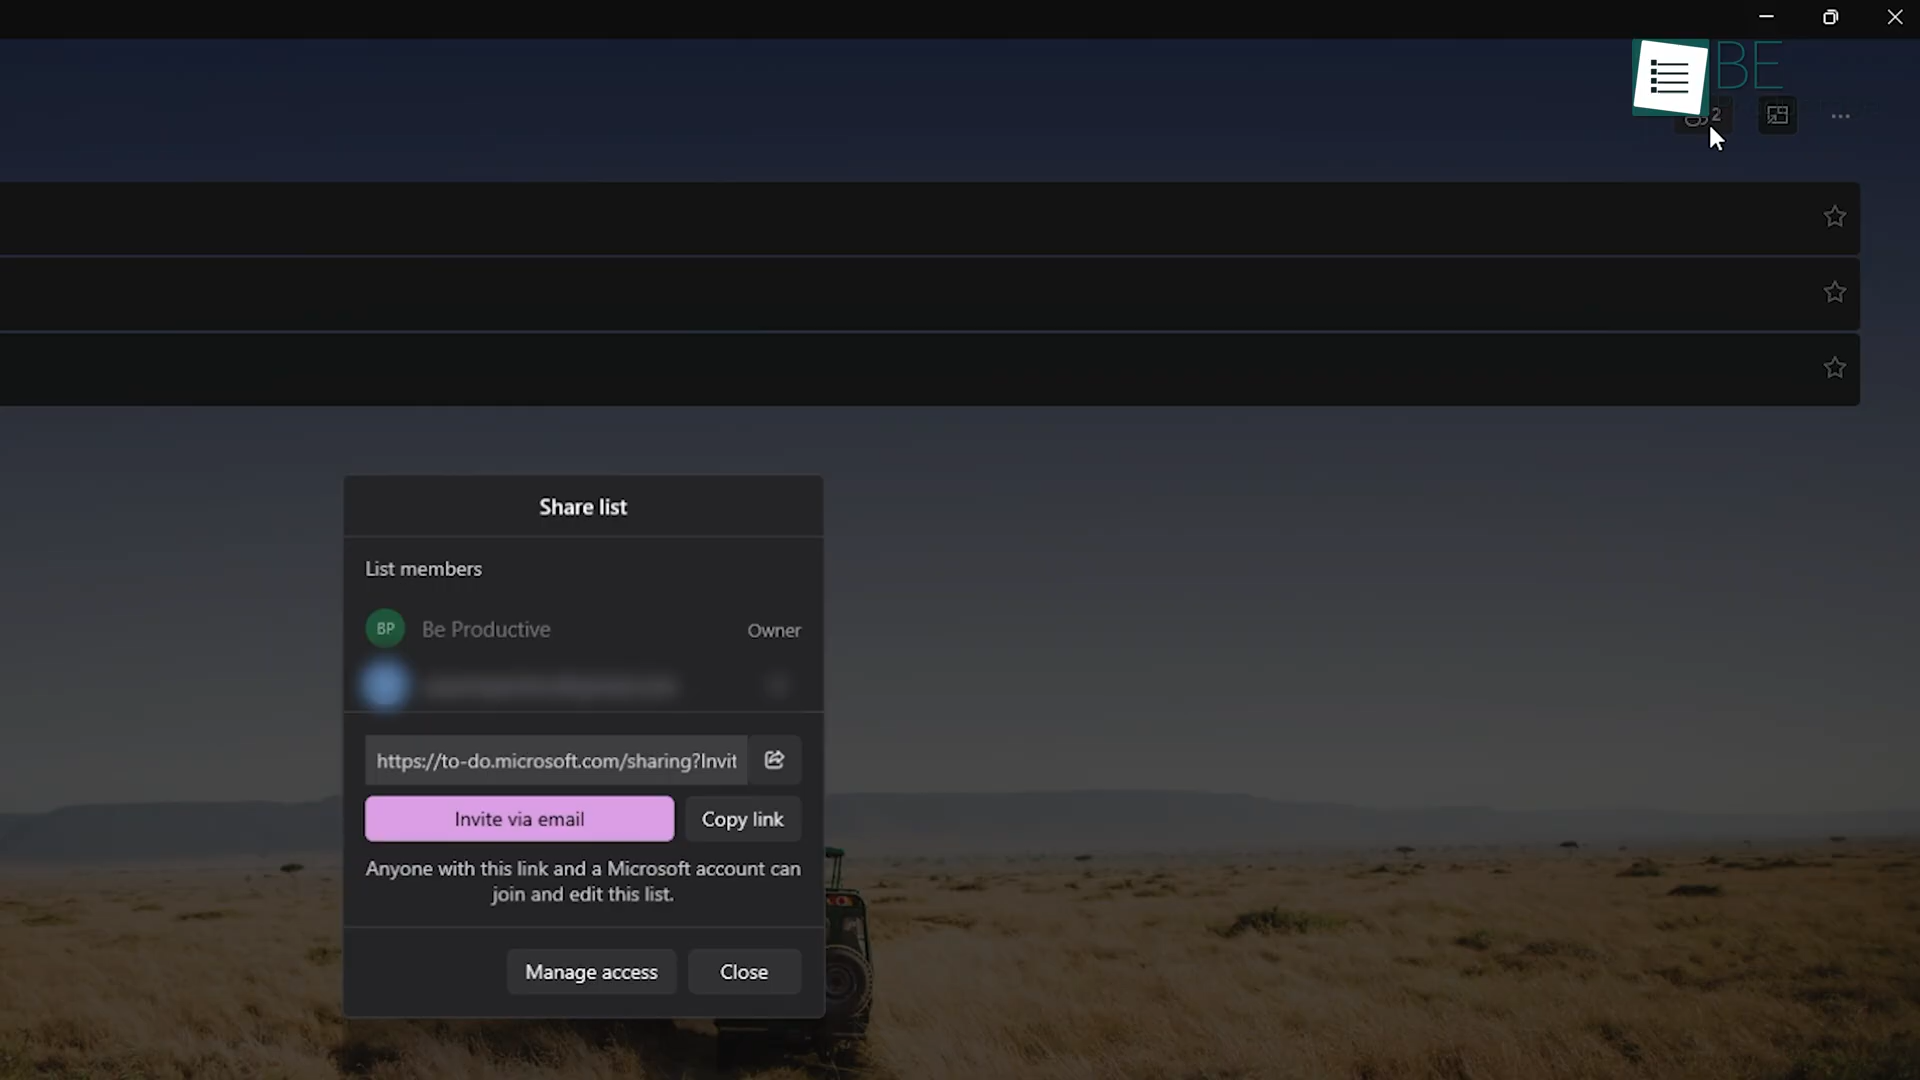 BE
2
Share list
List members
BP Be Productive Owner
https://to-do.microsoft.com/sharing?Invit
Invite via email Copy link
Anyone with this link and a Microsoft account can
join and edit this list.
Manage access Close